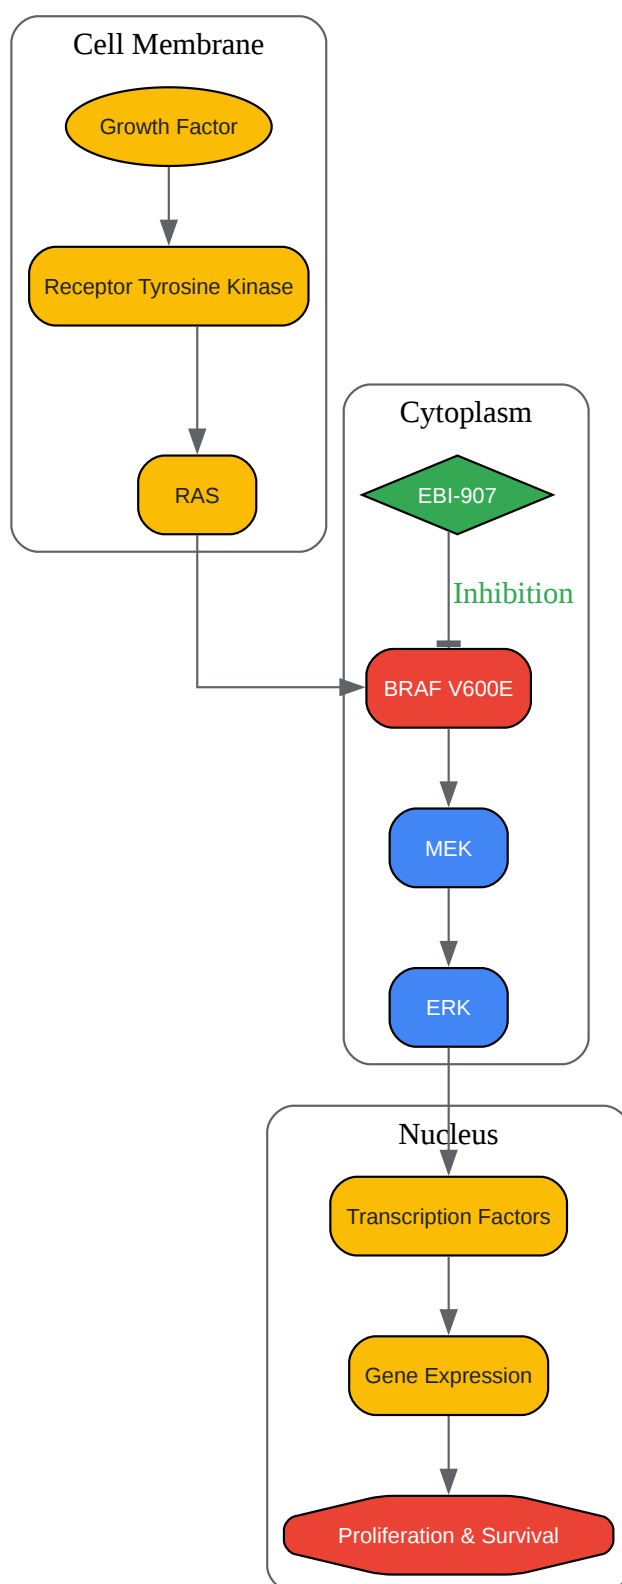 Cell Membrane
Growth Factor
Receptor Tyrosine Kinase
RAS
Cytoplasm
EBI-907
Inhibition
BRAF V600E
MEK
ERK
Nucleus
Transcription Factors
Gene Expression
Proliferation & Survival